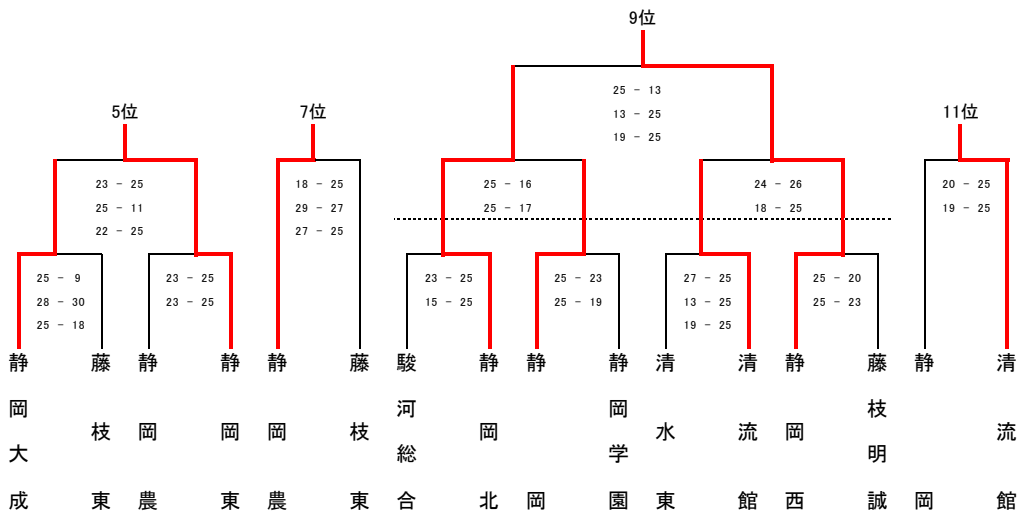 9位
25 - 13
13 - 25
19 - 25
5位
7位
11位
23 - 25
25 - 11
22 - 25
18 - 25
29 - 27
27 - 25
25 - 16
25 - 17
24 - 26
18 - 25
20 - 25
19 - 25
25 - 9
28 - 30
25 - 18
23 - 25
23 - 25
23 - 25
15 - 25
25 - 23
25 - 19
27 - 25
13 - 25
19 - 25
25 - 20
25 - 23
静岡大成
藤枝東
静岡農
静岡東
静岡農
藤枝東
駿河総合
静岡北
静岡
静岡学園
清水東
清流館
静岡西
藤枝明誠
静岡
清流館